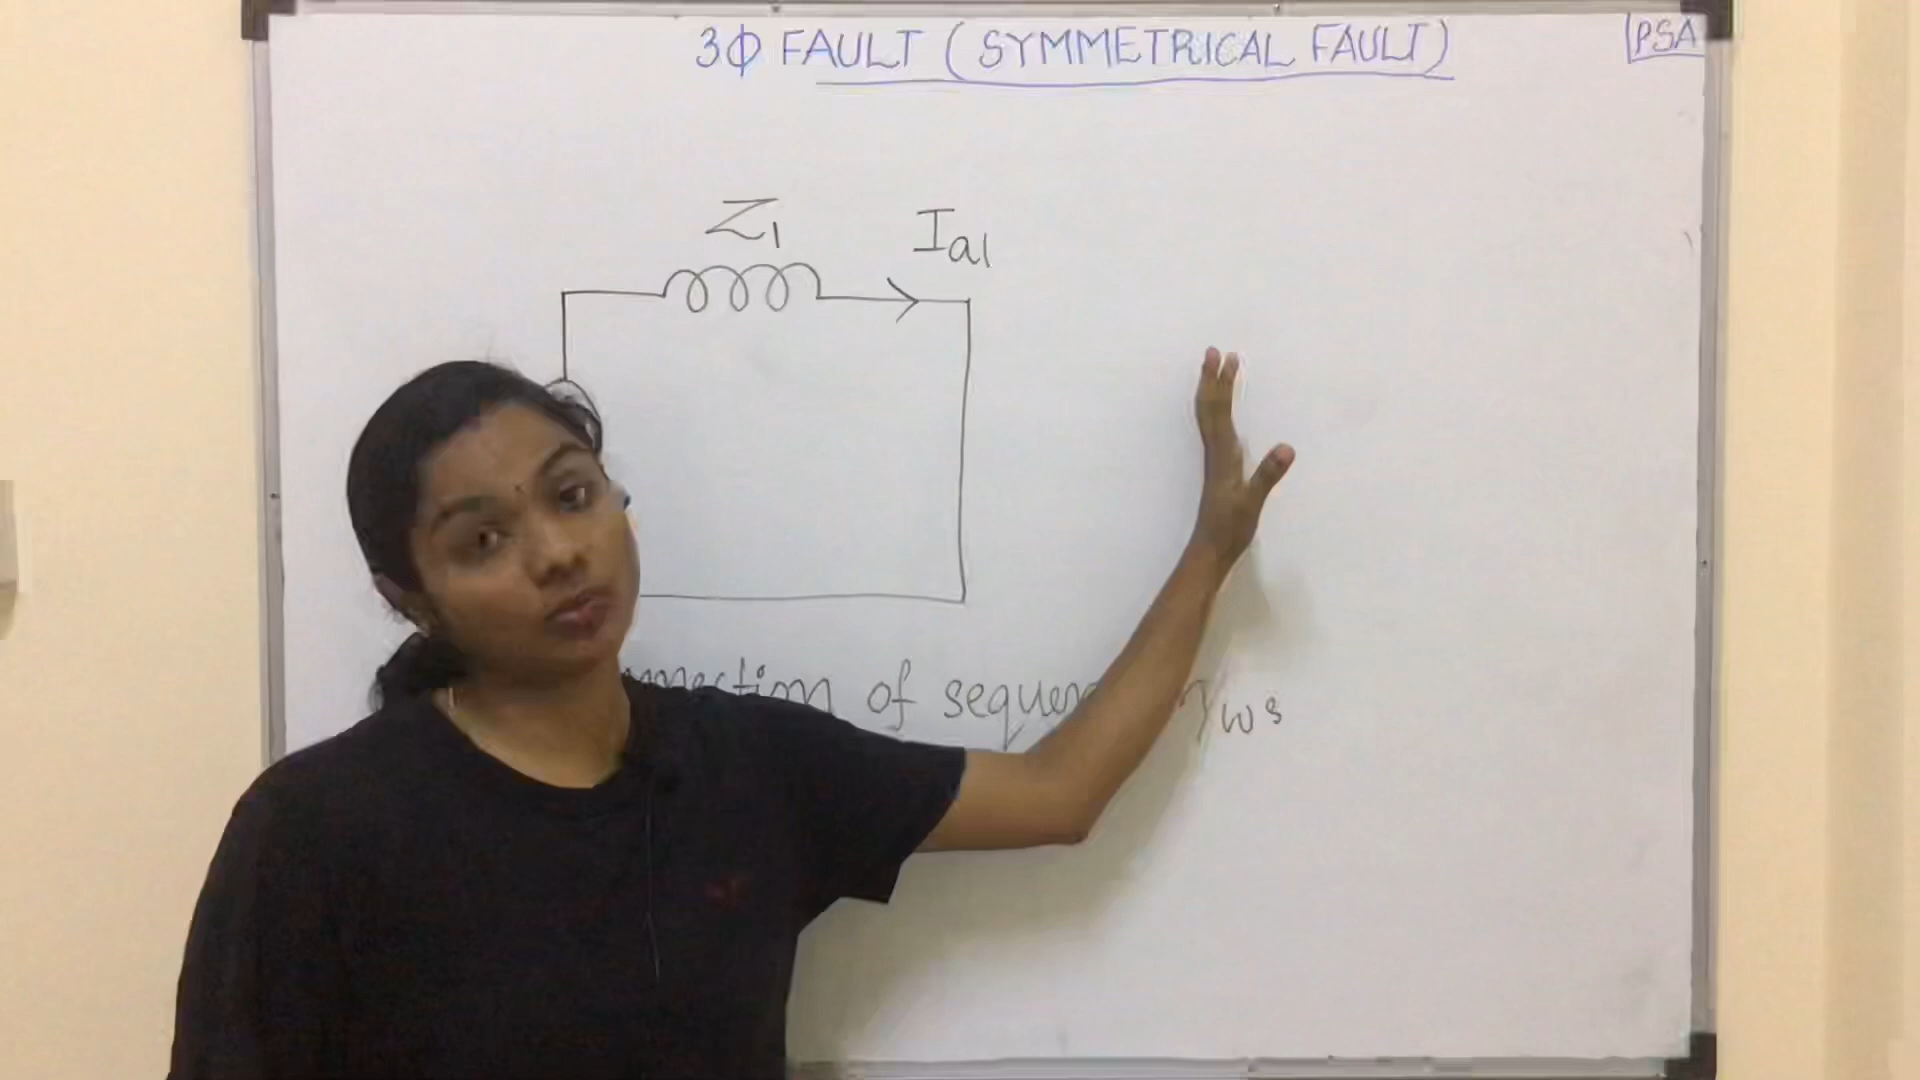 3Φ FAULT (SYMMETRICAL FAULT)
PSA
Z1
Ia1
of